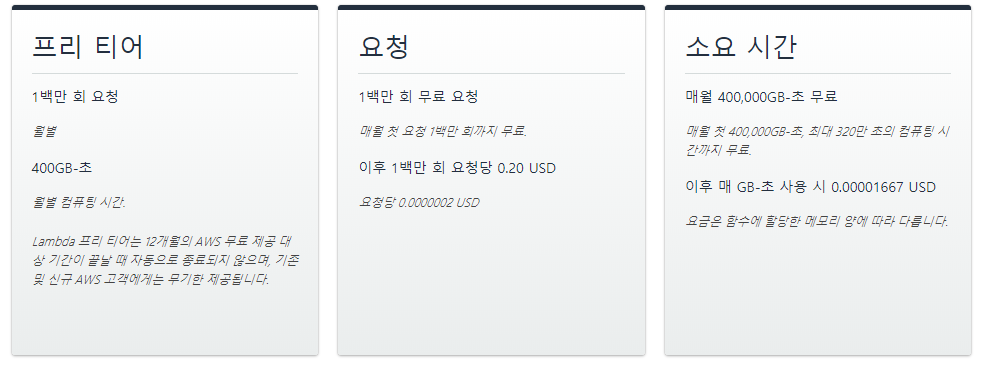 프리 티어
1백만 회 요청
월별
400GB-초
월별 컴퓨팅 시간.
Lambda 프리 티어는 12개월의 AWS 무료 제공 대
상 기간이 끝날 때 자동으로 종료되지 않으며, 기존
및 신규 AWS 고객에게는 무기한 제공됩니다.
요청
1백만 회 무료 요청
매월 첫 요청 1백만 회까지 무료.
이후 1백만 회 요청당 0.20 USD
요청당 0.0000002 USD
소요 시간
매월 400,000GB-초 무료
매월 첫 400,000GB-초, 최대 320만 초의 컴퓨팅 시
간까지 무료.
이후 매 GB-초 사용 시 0.00001667 USD
요금은 함수에 할당한 메모리 양에 따라 다릅니다.